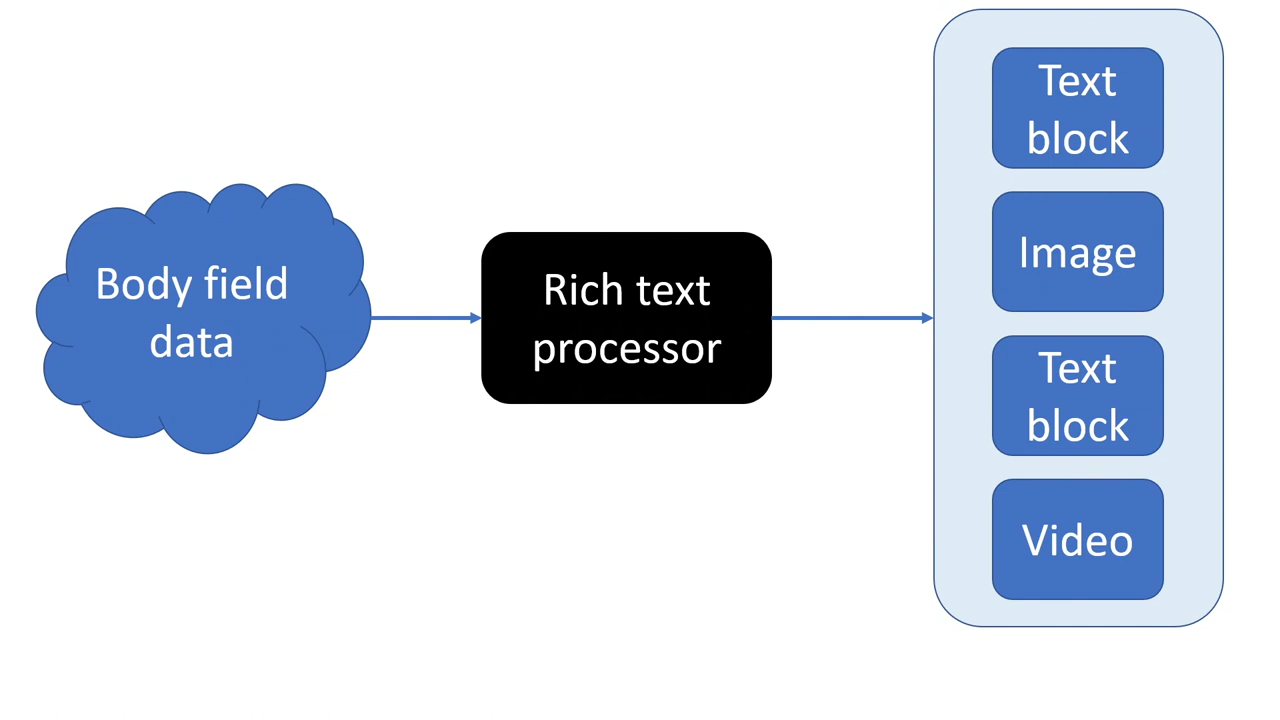 Body field
data
Rich text
processor
Text
block
Image
Text
block
Video